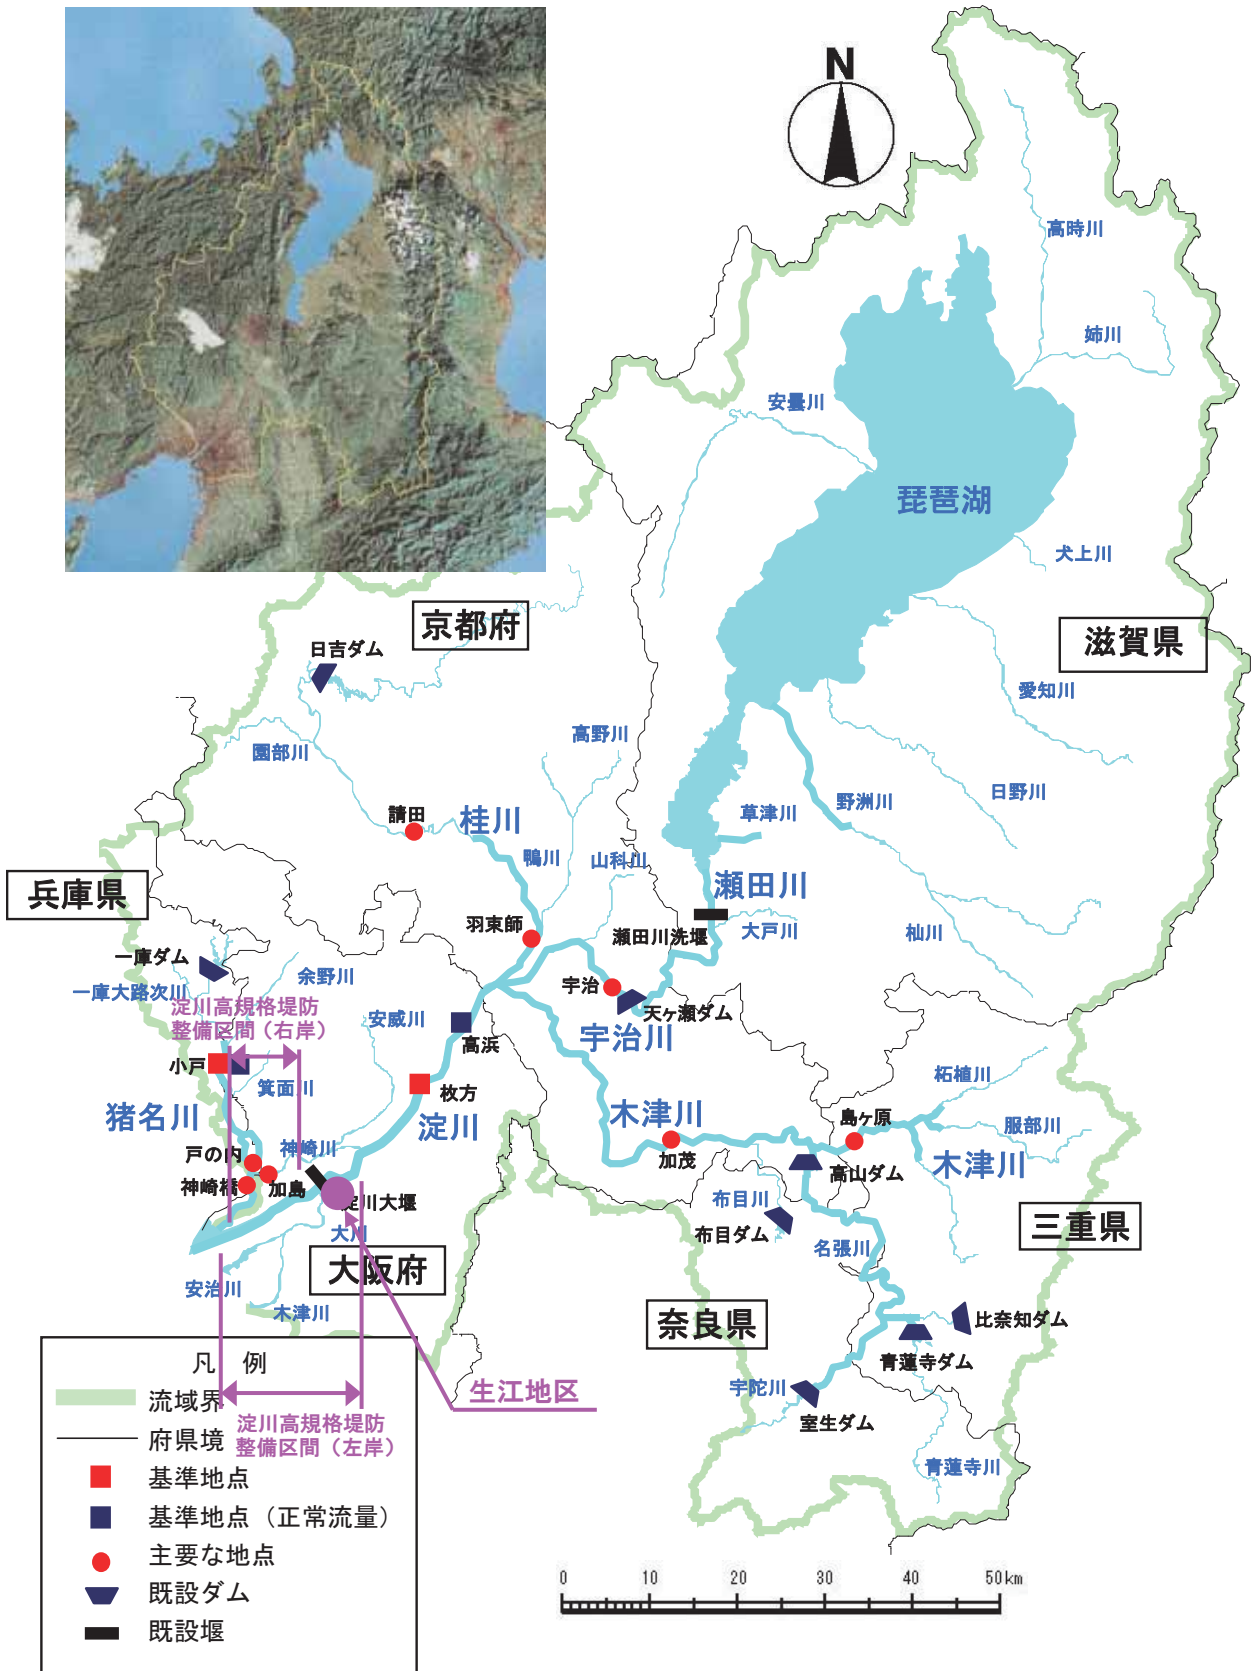 N
高時川
姉川
安曇川
琵琶湖
犬上川
京都府
滋賀県
日吉ダム
愛知川
高野川
園部川
日野川
野洲川
草津川
請田
桂川
鴨川
山科川
瀬田川
兵庫県
羽束師
瀬田川洗堰
大戸川
杣川
一庫ダム
余野川
一庫大路次川
宇治
淀川高規格堤防
整備区間（右岸）
安威川
天ヶ瀬ダム
宇治川
高浜
小戸
箕面川
枚方
柘植川
猪名川
淀川
木津川
島ヶ原
服部川
神崎川
戸の内
加茂
高山ダム
木津川
神崎橋
加島
淀川大堰
布目川
布目ダム
三重県
大川
名張川
大阪府
安治川
木津川
奈良県
比奈知ダム
青蓮寺ダム
凡　例
生江地区
宇陀川
流域界
室生ダム
淀川高規格堤防
整備区間（左岸）
府県境
青蓮寺川
基準地点
基準地点（正常流量）
主要な地点
既設ダム
既設堰
0 10 20 30 40 50km